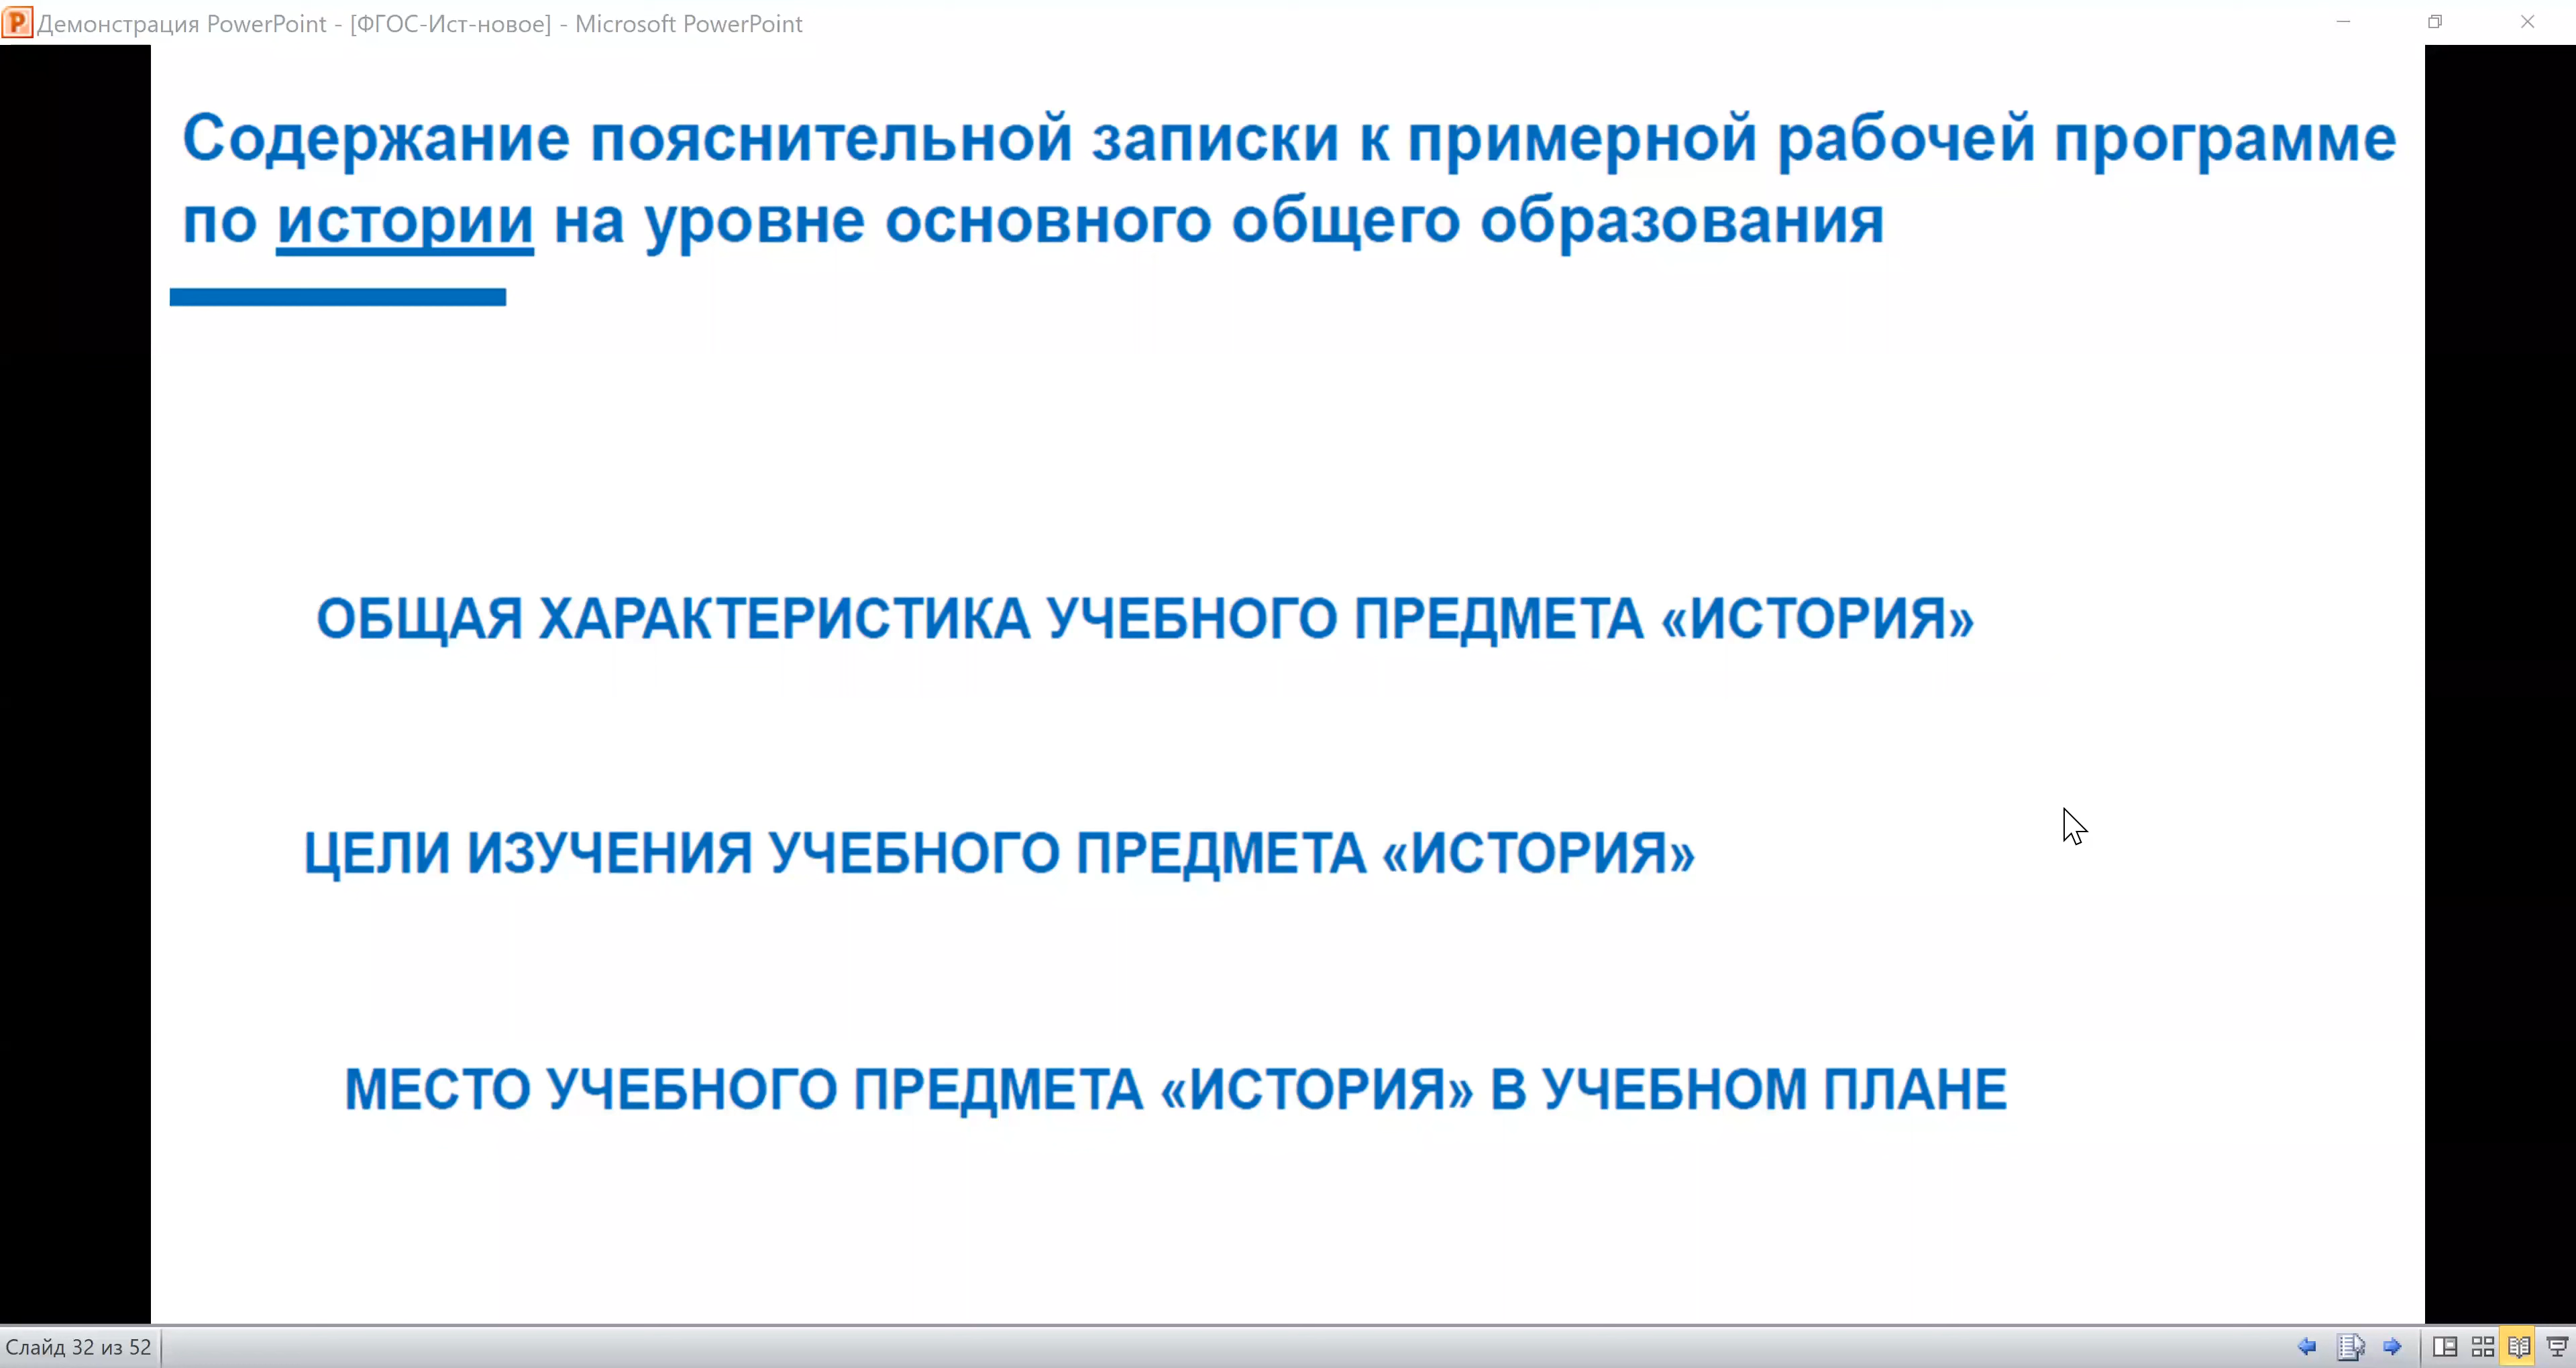 Демонстрация PowerPoint - [ФГОС-Ист-новое] - Microsoft PowerPoint
Содержание пояснительной записки к примерной рабочей программе
по истории на уровне основного общего образования
ОБЩАЯ ХАРАКТЕРИСТИКА УЧЕБНОГО ПРЕДМЕТА «ИСТОРИЯ»
ЦЕЛИ ИЗУЧЕНИЯ УЧЕБНОГО ПРЕДМЕТА «ИСТОРИЯ»
МЕСТО УЧЕБНОГО ПРЕДМЕТА «ИСТОРИЯ» В УЧЕБНОМ ПЛАНЕ
Слайд 32 из 52